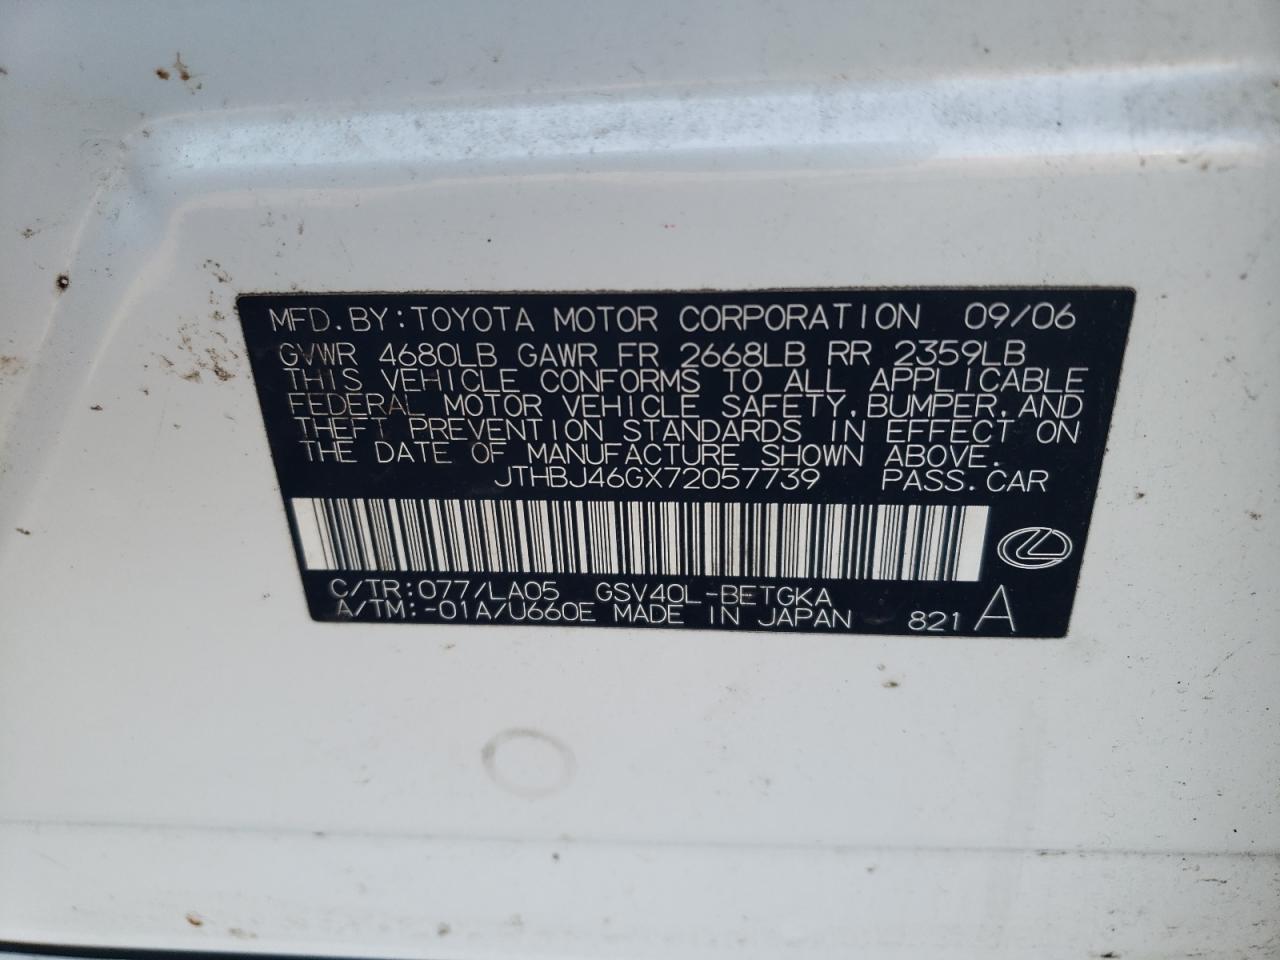 MFD.BY:TOYOTA MOTOR CORPORATION 09/06
GVWR 4680LB GAWR FR 2668LB RR 2359LB
THIS VEHICLE CONFORMS TO ALL APPLICABLE
FEDERAL MOTOR VEHICLE SAFETY,BUMPER,AND
THEFT PREVENTION STANDARDS IN EFFECT ON
THE DATE OF MANUFACTURE SHOWN ABOVE.
JTHBJ46GX72057739 PASS.CAR
C/TR:077/LA05 GSV40L-BETGKA
A/TM:-01A/U660E MADE IN JAPAN 821 A